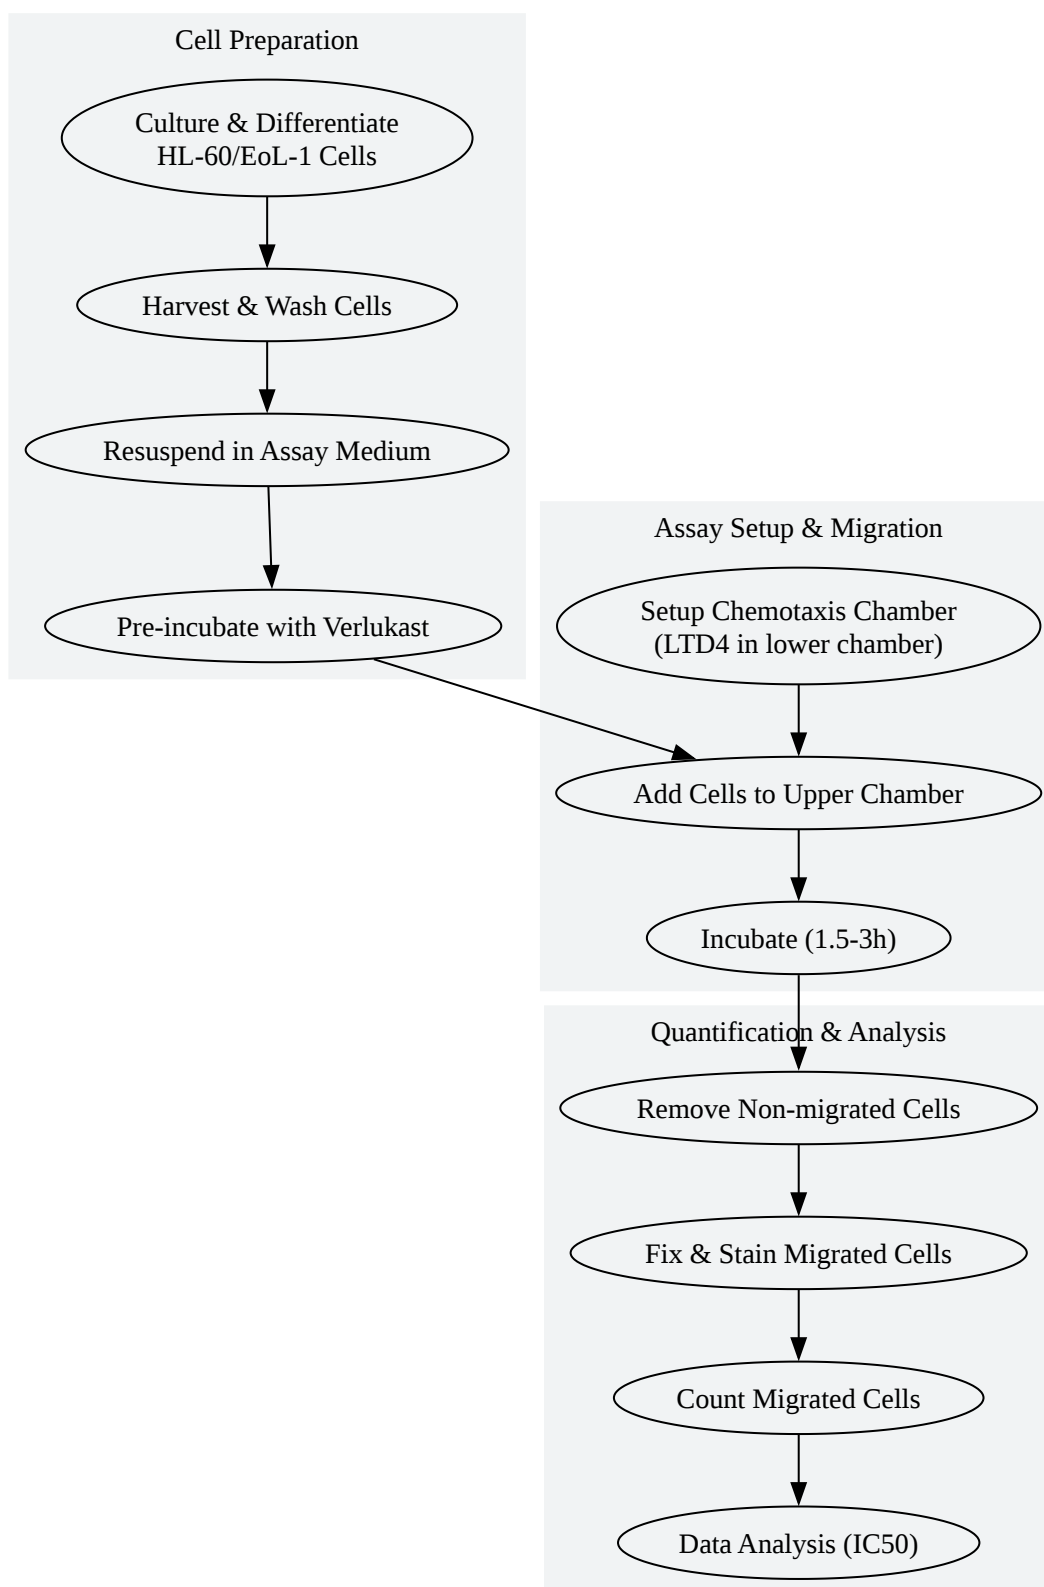 Cell Preparation
Culture & Differentiate
HL-60/EoL-1 Cells
Harvest & Wash Cells
Resuspend in Assay Medium
Pre-incubate with Verlukast
Assay Setup & Migration
Setup Chemotaxis Chamber
(LTD4 in lower chamber)
Add Cells to Upper Chamber
Incubate (1.5-3h)
Quantification & Analysis
Remove Non-migrated Cells
Fix & Stain Migrated Cells
Count Migrated Cells
Data Analysis (IC50)